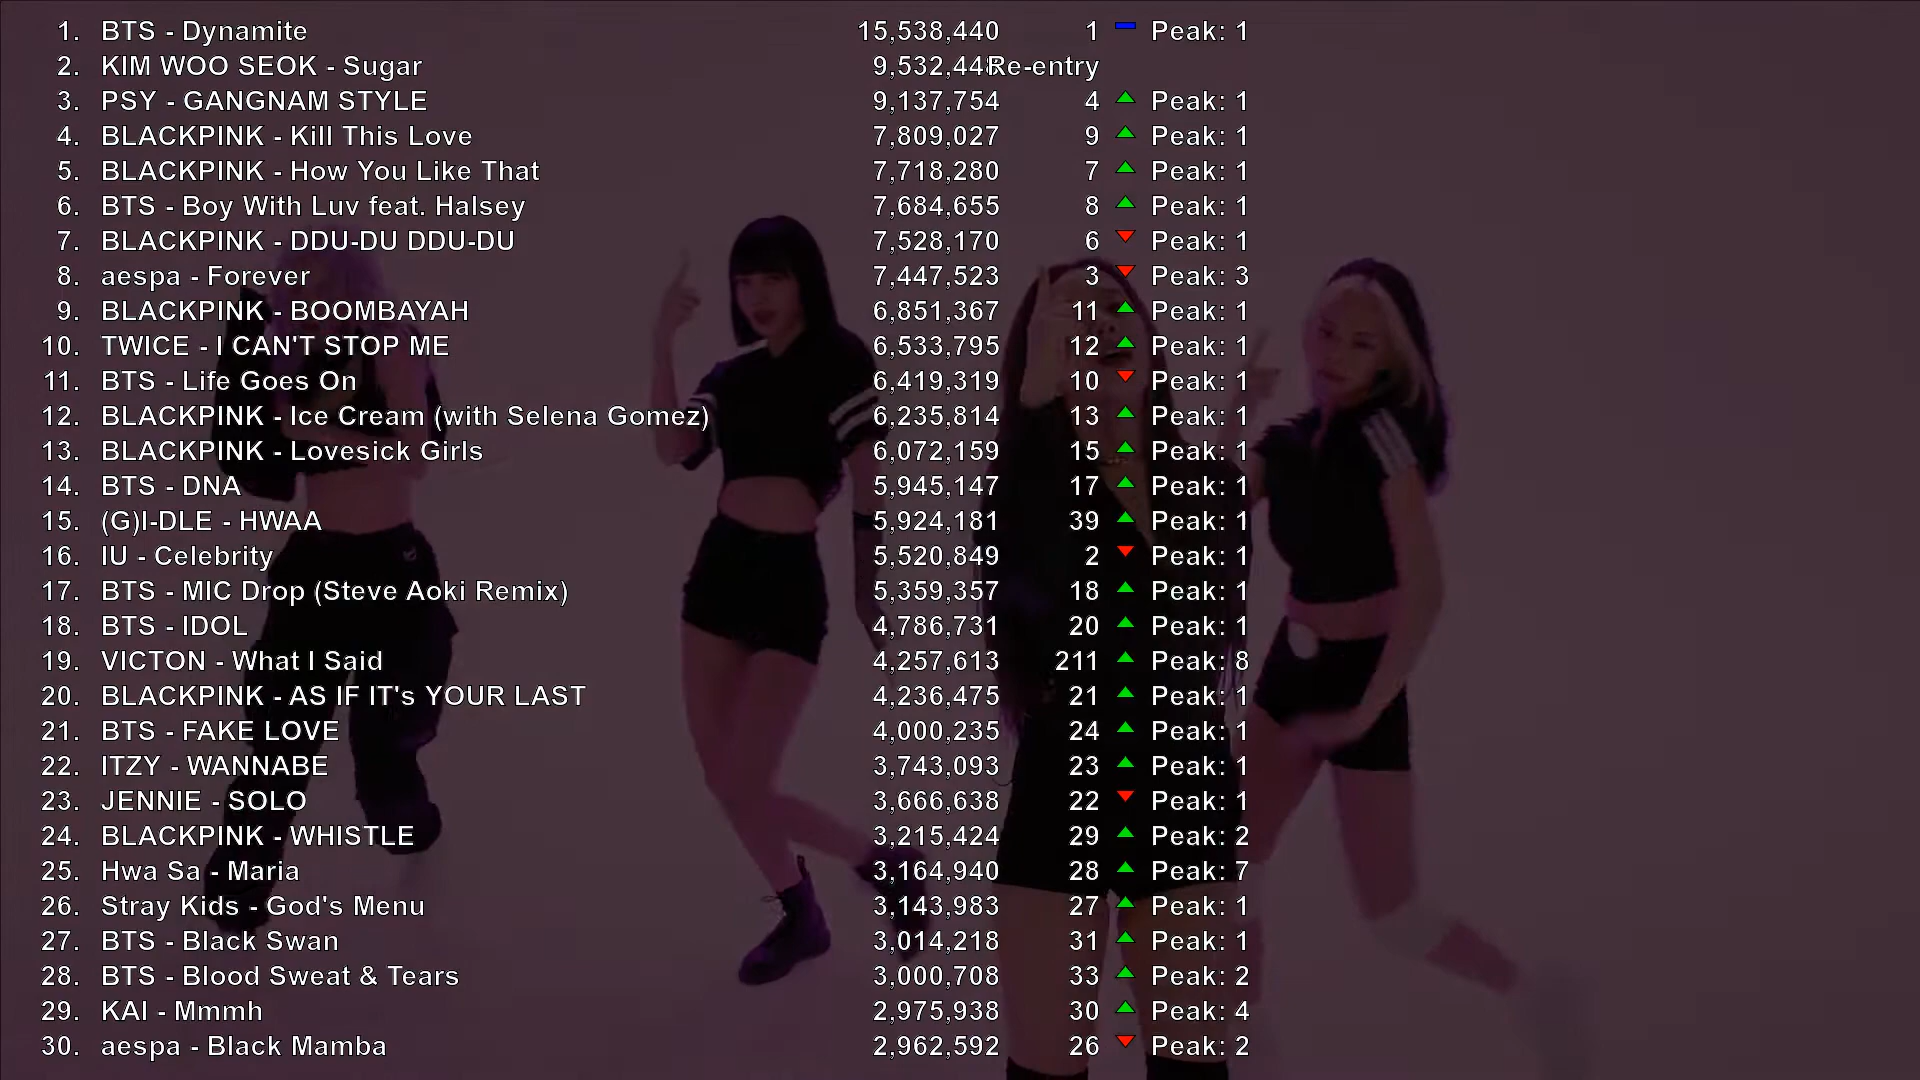 1. BTS - Dynamite 15,538,440 1 Peak: 1
2. KIM WOO SEOK - Sugar 9,532,448 Re-entry
3. PSY - GANGNAM STYLE 9,137,754 4 Peak: 1
4. BLACKPINK - Kill This Love 7,809,027 9 Peak: 1
5. BLACKPINK - How You Like That 7,718,280 7 Peak: 1
6. BTS - Boy With Luv feat. Halsey 7,684,655 8 Peak: 1
7. BLACKPINK - DDU-DU DDU-DU 7,528,170 6 Peak: 1
8. aespa - Forever 7,447,523 3 Peak: 3
9. BLACKPINK - BOOMBAYAH 6,851,367 11 Peak: 1
10. TWICE - I CAN'T STOP ME 6,533,795 12 Peak: 1
11. BTS - Life Goes On 6,419,319 10 Peak: 1
12. BLACKPINK - Ice Cream (with Selena Gomez) 6,235,814 13 Peak: 1
13. BLACKPINK - Lovesick Girls 6,072,159 15 Peak: 1
14. BTS - DNA 5,945,147 17 Peak: 1
15. (G)I-DLE - HWAA 5,924,181 39 Peak: 1
16. IU - Celebrity 5,520,849 2 Peak: 1
17. BTS - MIC Drop (Steve Aoki Remix) 5,359,357 18 Peak: 1
18. BTS - IDOL 4,786,731 20 Peak: 1
19. VICTON - What I Said 4,257,613 211 Peak: 8
20. BLACKPINK - AS IF IT's YOUR LAST 4,236,475 21 Peak: 1
21. BTS - FAKE LOVE 4,000,235 24 Peak: 1
22. ITZY - WANNABE 3,743,093 23 Peak: 1
23. JENNIE - SOLO 3,666,638 22 Peak: 1
24. BLACKPINK - WHISTLE 3,215,424 29 Peak: 2
25. Hwa Sa - Maria 3,164,940 28 Peak: 7
26. Stray Kids - God's Menu 3,143,983 27 Peak: 1
27. BTS - Black Swan 3,014,218 31 Peak: 1
28. BTS - Blood Sweat & Tears 3,000,708 33 Peak: 2
29. KAI - Mmmh 2,975,938 30 Peak: 4
30. aespa - Black Mamba 2,962,592 26 Peak: 2